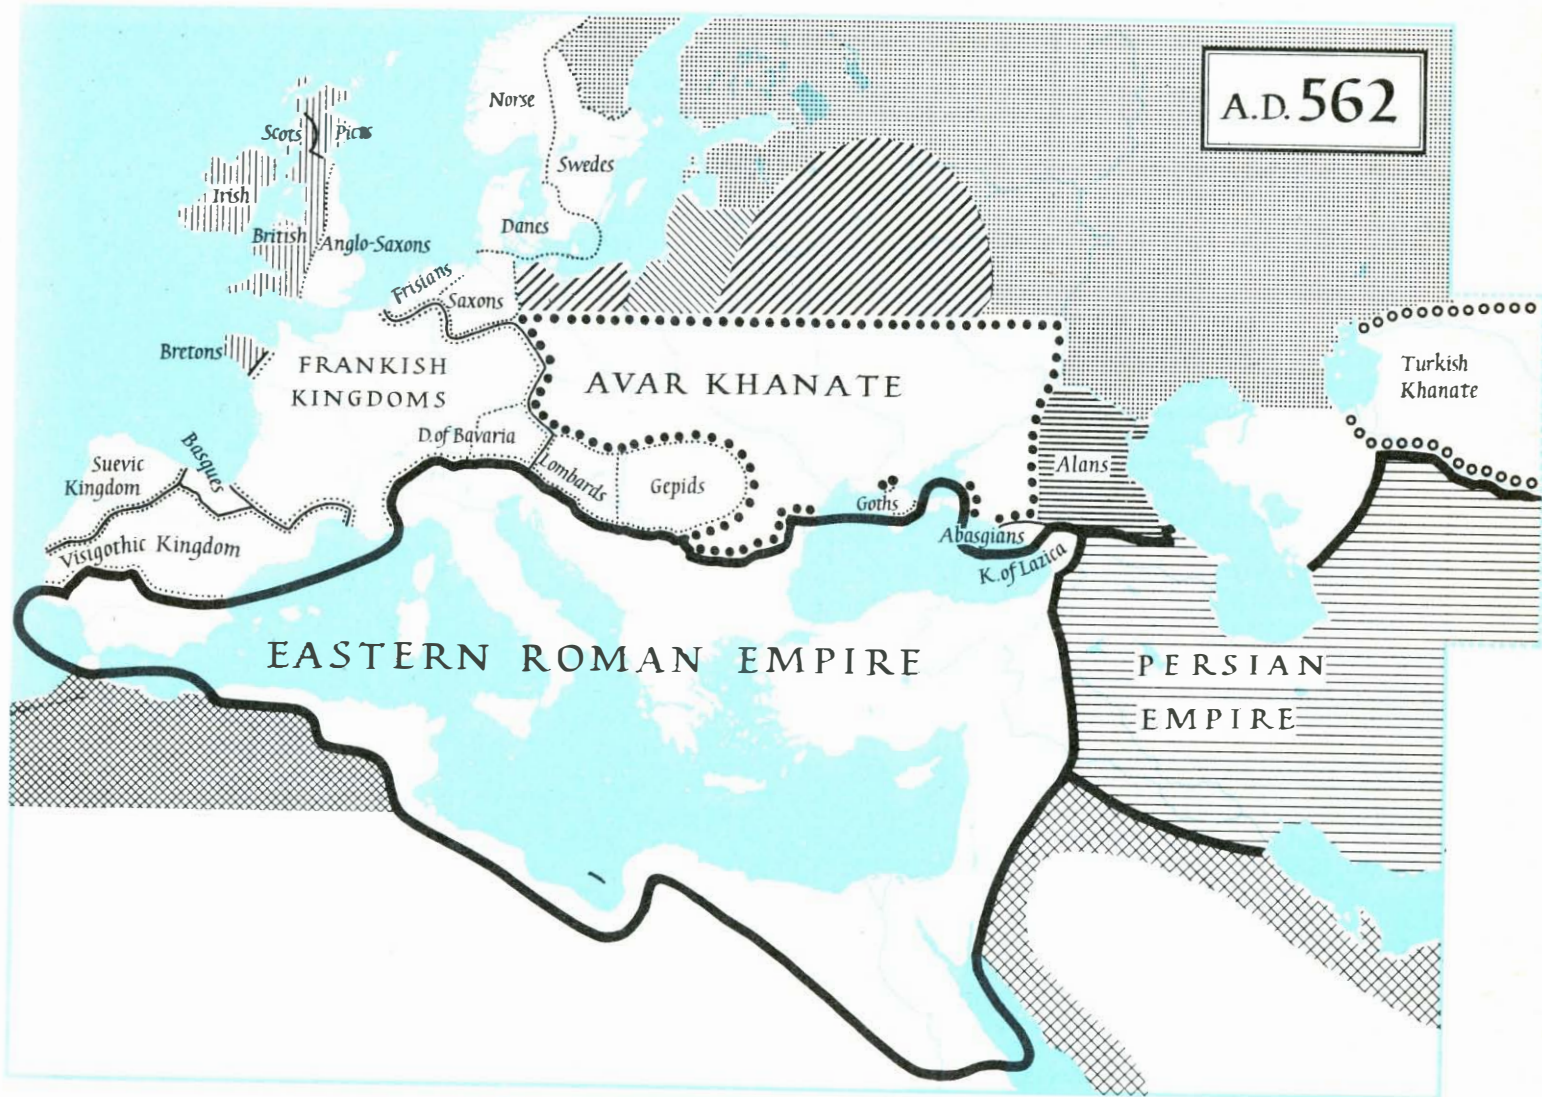 A.D. 562
Norse
Scots
Picts
Swedes
Irish
Danes
British
Anglo-Saxons
Frisians
Saxons
Bretons
FRANKISH
KINGDOMS
AVAR KHANATE
Turkish
Khanate
D. of Bavaria
Basques
Suevic
Kingdom
Lombards
Gepids
Alans
Goths
Abasgians
Visigothic Kingdom
K. of Lazica
EASTERN ROMAN EMPIRE
PERSIAN
EMPIRE